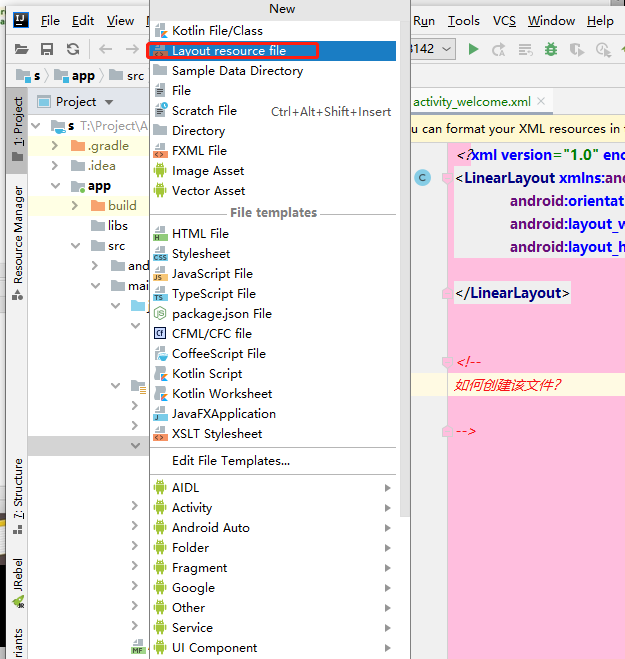 New
File Edit View
Run Tools VCS Window Help
3142
s app src
Project
s T:\Project\A
.gradle
.idea
app
build
libs
src
and
mai
j
MF
1: Project
Resource Manager
7: Structure
JRebel
riants
Kotlin File/Class
Layout resource file
Sample Data Directory
File
Scratch File Ctrl+Alt+Shift+Insert
Directory
FXML File
Image Asset
Vector Asset
File templates
HTML File
Stylesheet
JavaScript File
TypeScript File
package.json File
CFML/CFC file
CoffeeScript File
Kotlin Script
Kotlin Worksheet
JavaFXApplication
XSLT Stylesheet
Edit File Templates...
AIDL
Activity
Android Auto
Folder
Fragment
Google
Other
Service
UI Component
activity_welcome.xml
u can format your XML resources in
<?xml version="1.0" enc
<LinearLayout xmlns:an
android:orientat
android:layout_w
android:layout_h
</LinearLayout>
<!--
如何创建该文件?
-->